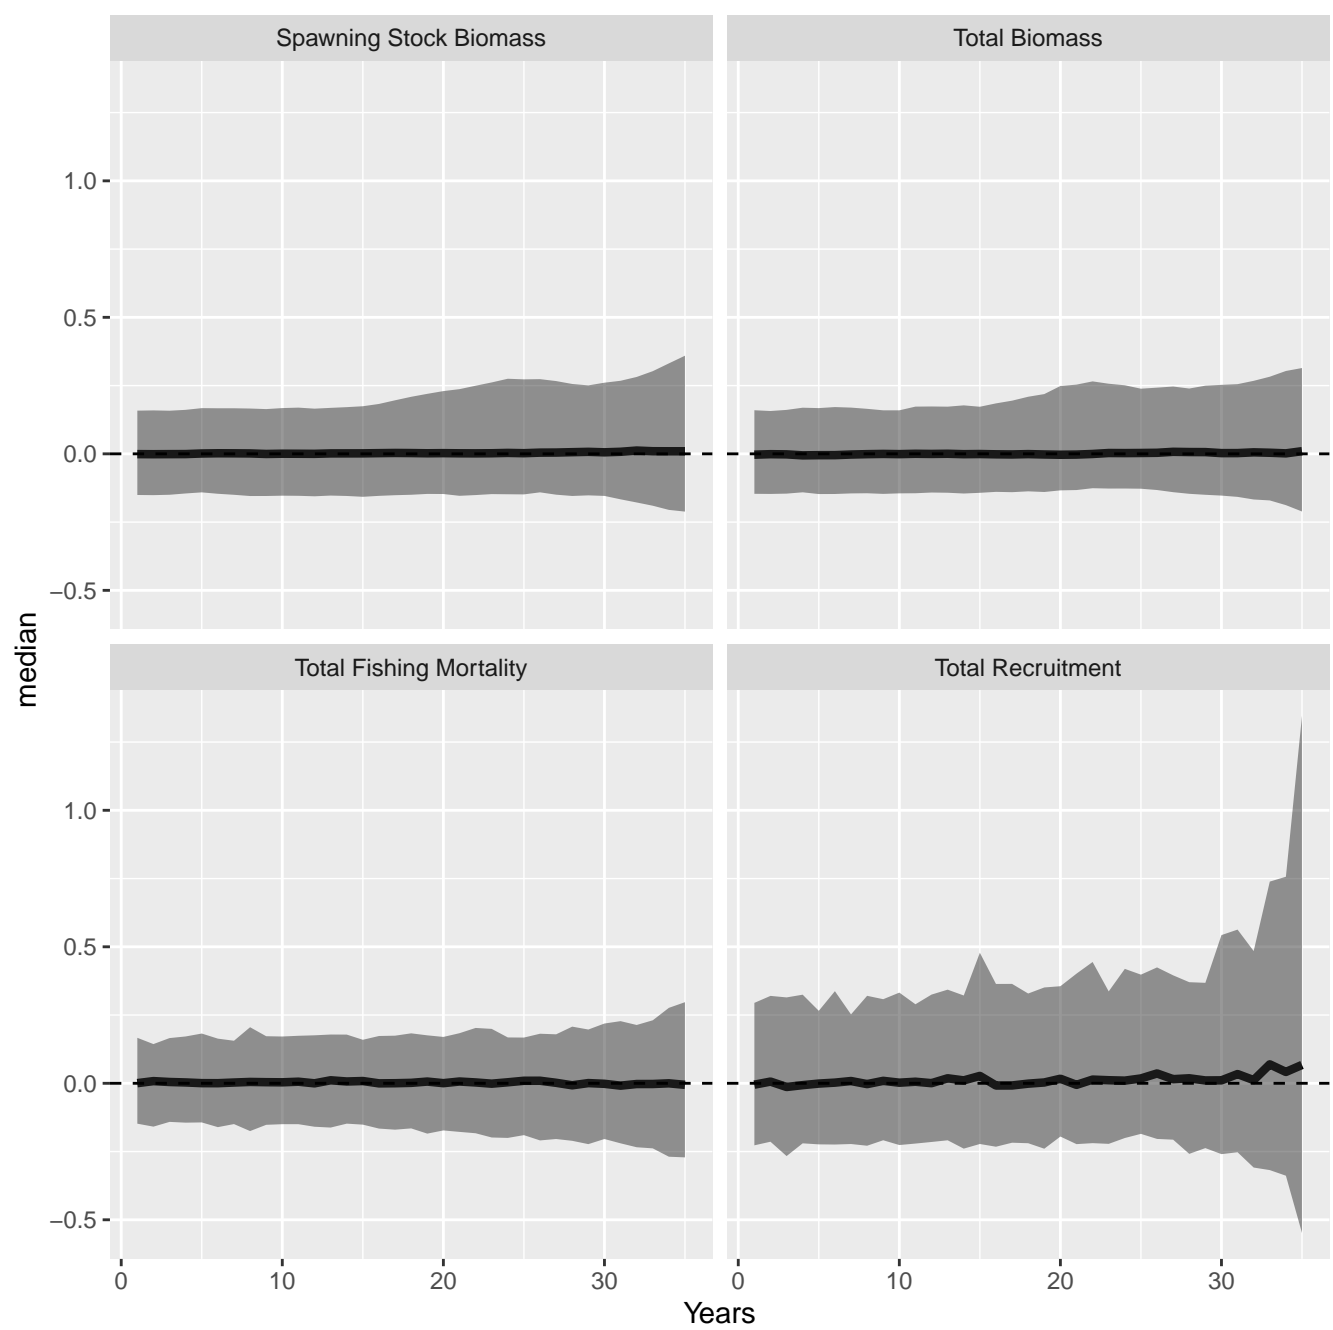 Spawning Stock Biomass
Total Biomass
1.0
0.5
0.0
−0.5
median
Total Fishing Mortality
Total Recruitment
1.0
0.5
0.0
−0.5
0 10 20 30
0 10 20 30
Years